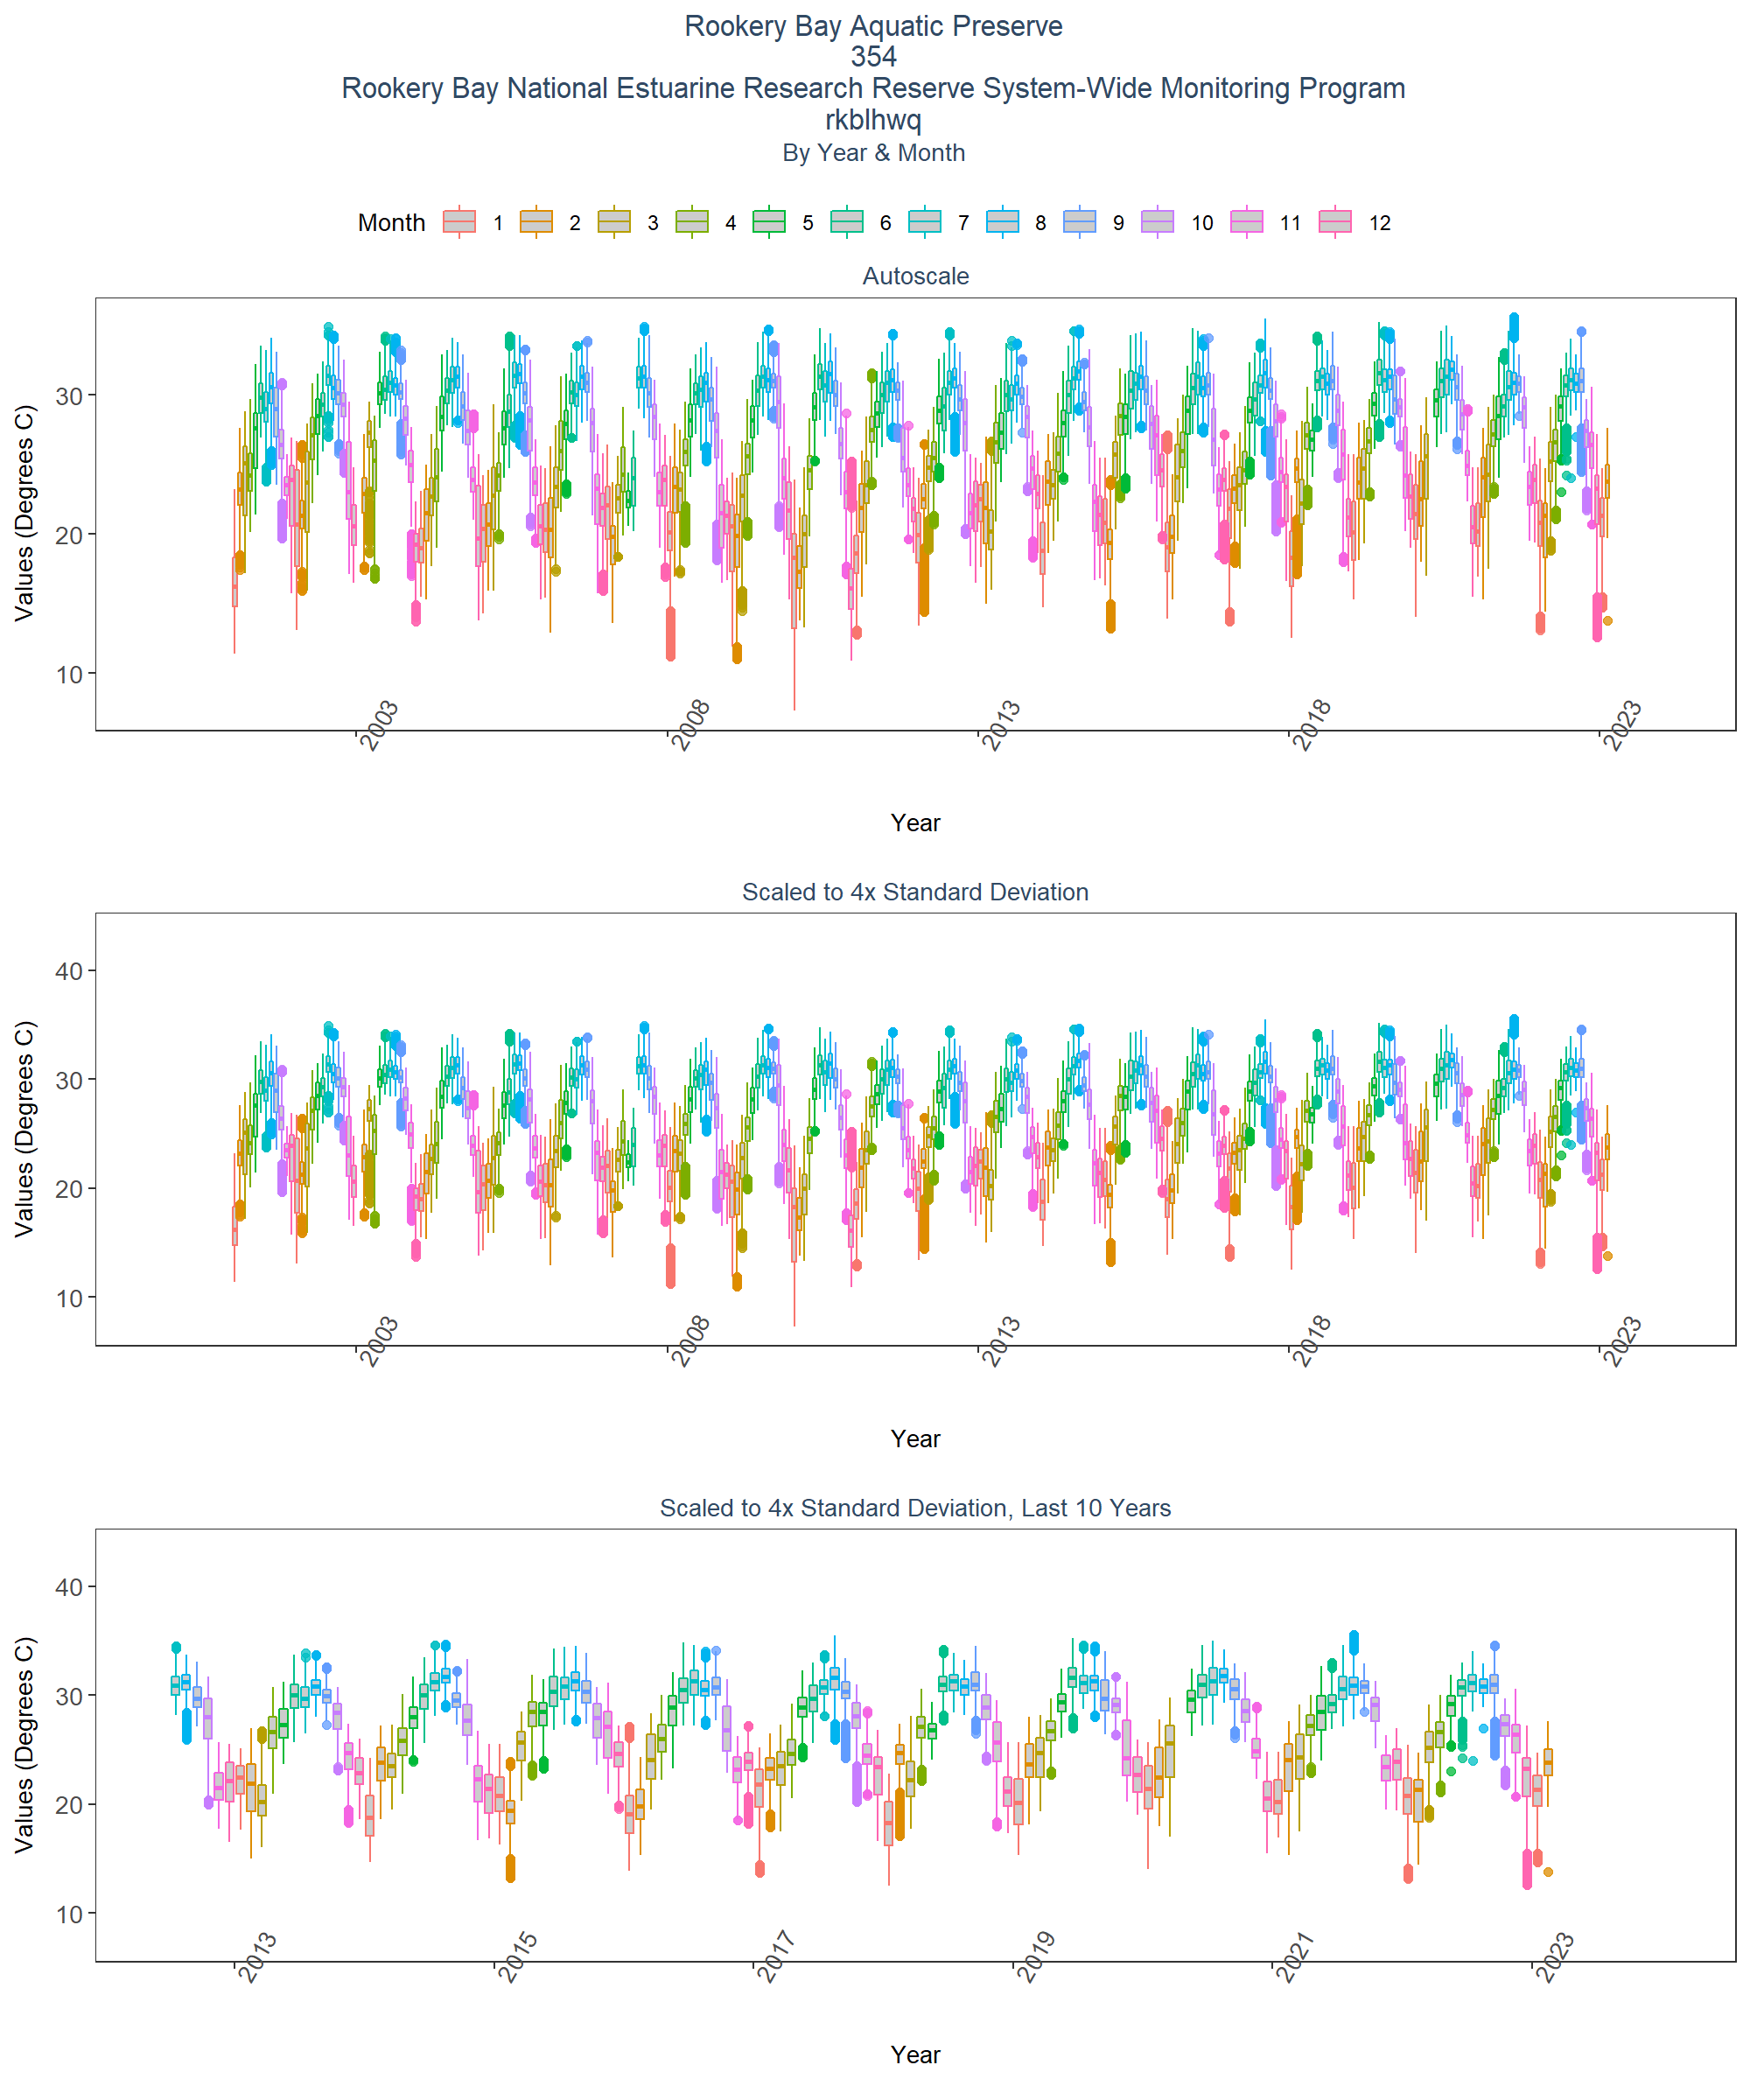 Rookery Bay Aquatic Preserve
354
Rookery Bay National Estuarine Research Reserve System-Wide Monitoring Program
rkblhwq
By Year & Month
Month 1 2 3 4 5 6 7 8 9 10 11 12
Autoscale
Values (Degrees C)
30
20
10
2003 2008 2013 2018 2023
Year
Scaled to 4x Standard Deviation
Values (Degrees C)
40
30
20
10
2003 2008 2013 2018 2023
Year
Scaled to 4x Standard Deviation, Last 10 Years
Values (Degrees C)
40
30
20
10
2013 2015 2017 2019 2021 2023
Year